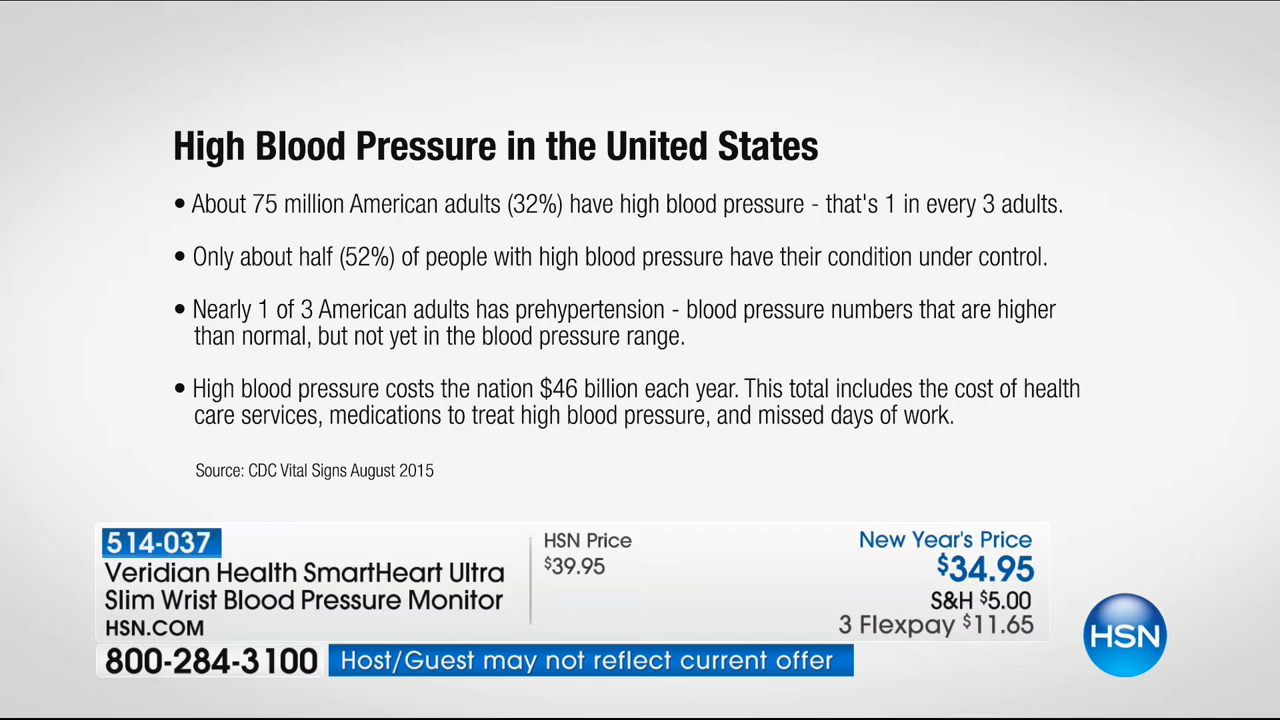 High Blood Pressure in the United States
• About 75 million American adults (32%) have high blood pressure - that's 1 in every 3 adults.
• Only about half (52%) of people with high blood pressure have their condition under control.
• Nearly 1 of 3 American adults has prehypertension - blood pressure numbers that are higher
than normal, but not yet in the blood pressure range.
• High blood pressure costs the nation $46 billion each year. This total includes the cost of health
care services, medications to treat high blood pressure, and missed days of work.
Source: CDC Vital Signs August 2015
514-037
Veridian Health SmartHeart Ultra
Slim Wrist Blood Pressure Monitor
HSN.COM
HSN Price
$39.95
New Year's Price
$34.95
S&H $5.00
3 Flexpay $11.65
HSN
800-284-3100
Host/Guest may not reflect current offer